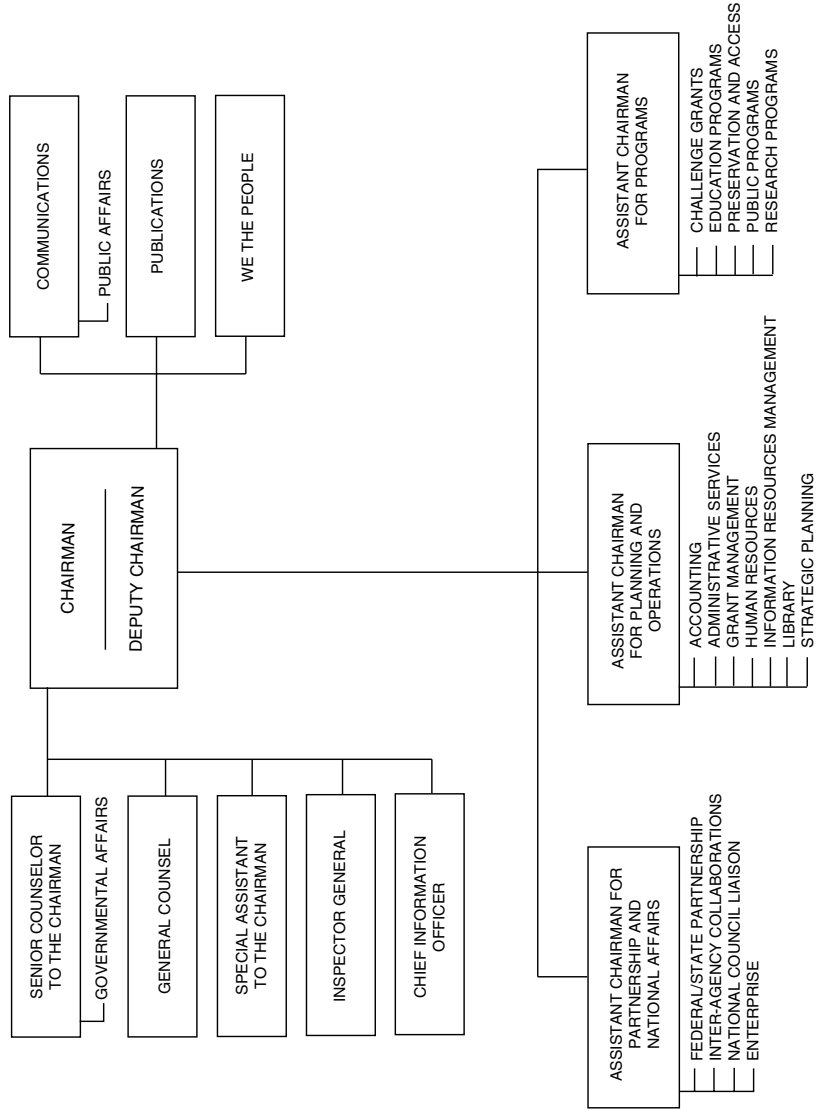 CHAIRMAN
DEPUTY CHAIRMAN
SENIOR COUNSELOR
TO THE CHAIRMAN
GOVERNMENTAL AFFAIRS
GENERAL COUNSEL
SPECIAL ASSISTANT
TO THE CHAIRMAN
INSPECTOR GENERAL
CHIEF INFORMATION
OFFICER
COMMUNICATIONS
PUBLIC AFFAIRS
PUBLICATIONS
WE THE PEOPLE
ASSISTANT CHAIRMAN FOR
PARTNERSHIP AND
NATIONAL AFFAIRS
FEDERAL/STATE PARTNERSHIP
INTER-AGENCY COLLABORATIONS
NATIONAL COUNCIL LIAISON
ENTERPRISE
ASSISTANT CHAIRMAN
FOR PLANNING AND
OPERATIONS
ACCOUNTING
ADMINISTRATIVE SERVICES
GRANT MANAGEMENT
HUMAN RESOURCES
INFORMATION RESOURCES MANAGEMENT
LIBRARY
STRATEGIC PLANNING
ASSISTANT CHAIRMAN
FOR PROGRAMS
CHALLENGE GRANTS
EDUCATION PROGRAMS
PRESERVATION AND ACCESS
PUBLIC PROGRAMS
RESEARCH PROGRAMS